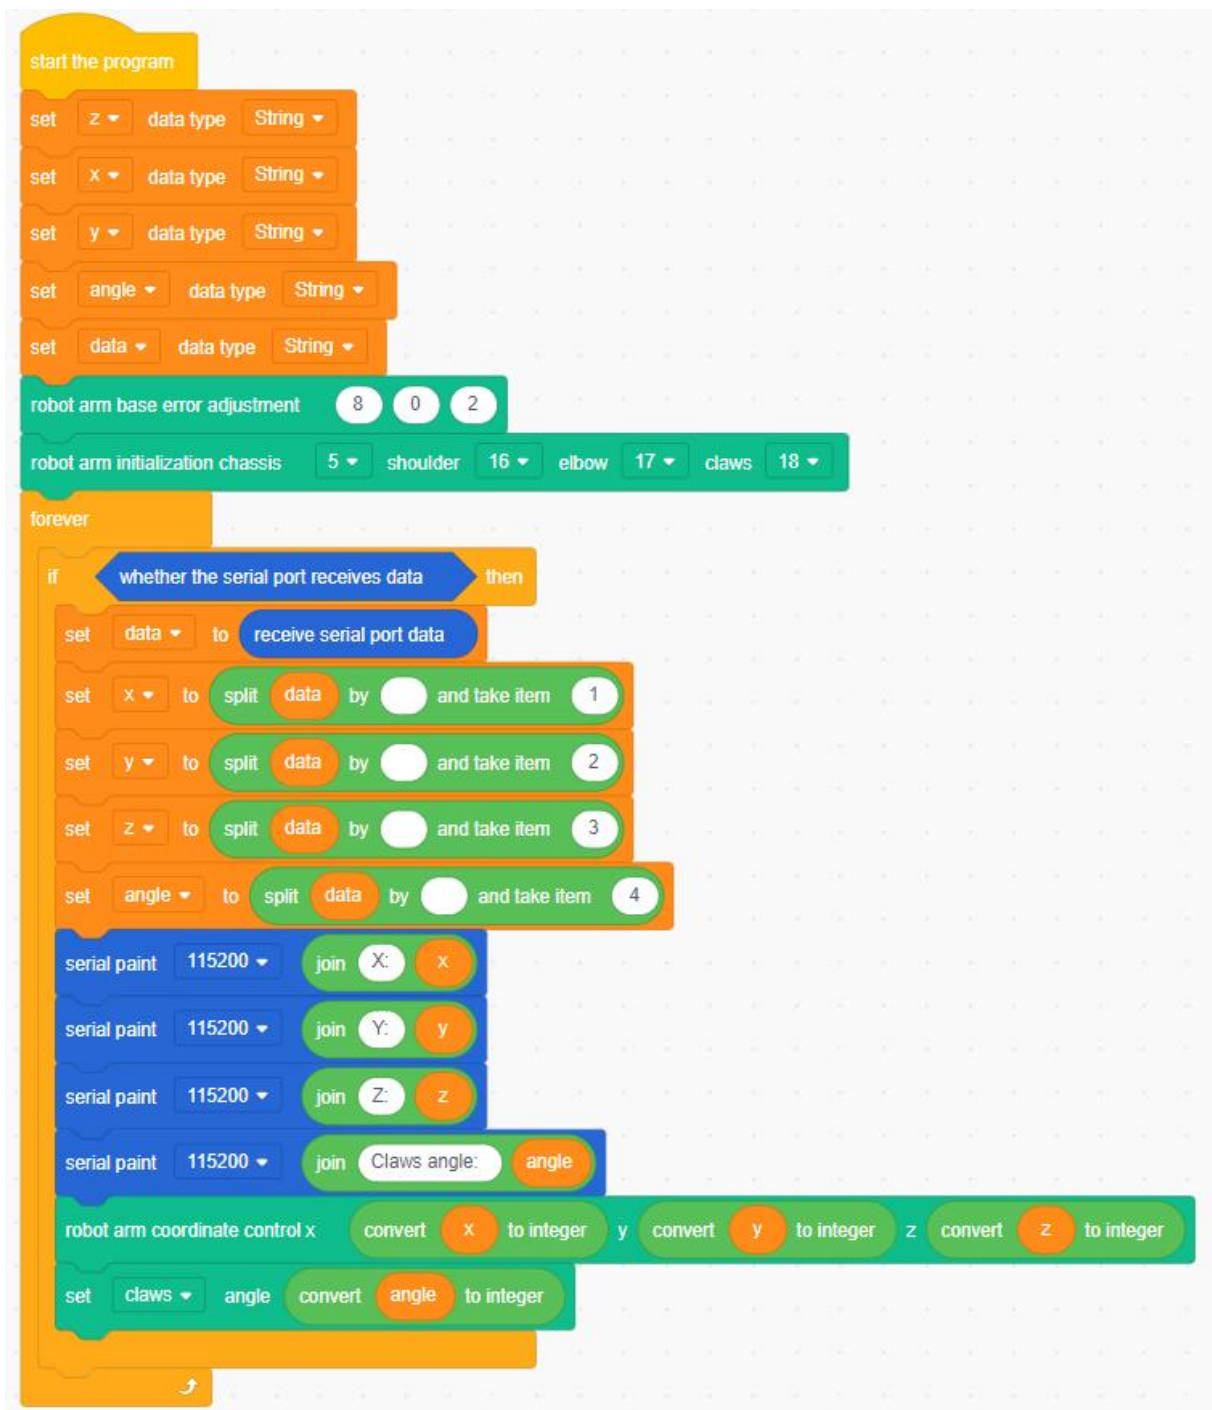 start the program
set z data type String
set x data type String
set y data type String
set angle data type String
set data data type String
robot arm base error adjustment 8 0 2
robot arm initialization chassis 5 shoulder 16 elbow 17 claws 18
forever
if whether the serial port receives data then
set data to receive serial port data
set x to split data by and take item 1
set y to split data by and take item 2
set z to split data by and take item 3
set angle to split data by and take item 4
serial paint 115200 join X: x
serial paint 115200 join Y: y
serial paint 115200 join Z: z
serial paint 115200 join Claws angle: angle
robot arm coordinate control x convert x to integer y convert y to integer z convert z to integer
set claws angle convert angle to integer